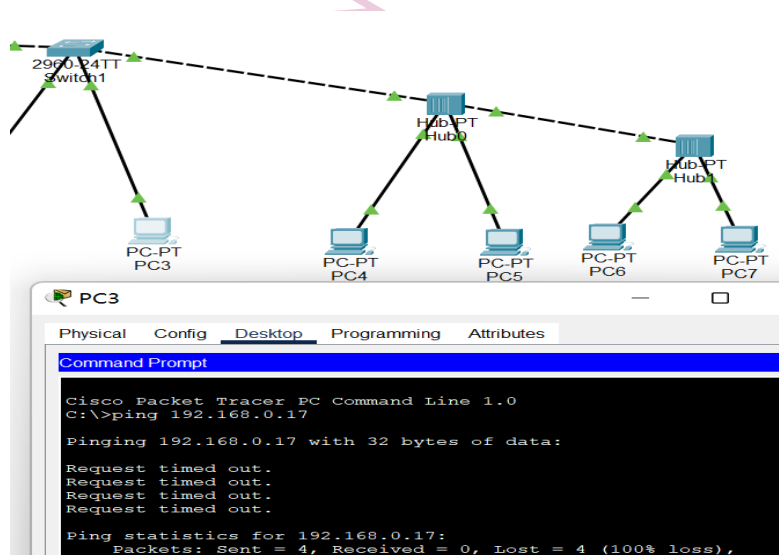 2960-24TT
Switch1
Hub-PT
Hub0
Hub-PT
Hub1
PC-PT
PC3
PC-PT
PC4
PC-PT
PC5
PC-PT
PC6
PC-PT
PC7
PC3
Physical Config Desktop Programming Attributes
Command Prompt
Cisco Packet Tracer PC Command Line 1.0
C:\>ping 192.168.0.17
Pinging 192.168.0.17 with 32 bytes of data:
Request timed out.
Request timed out.
Request timed out.
Request timed out.
Ping statistics for 192.168.0.17:
Packets: Sent = 4, Received = 0, Lost = 4 (100% loss),